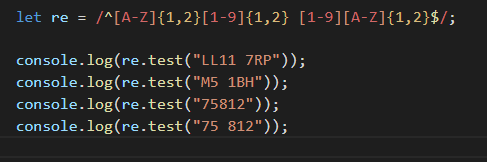 let re = /^[A-Z]{1,2}[1-9]{1,2} [1-9][A-Z]{1,2}$/;
console.log(re.test("LL11 7RP"));
console.log(re.test("M5 1BH"));
console.log(re.test("75812"));
console.log(re.test("75 812"));